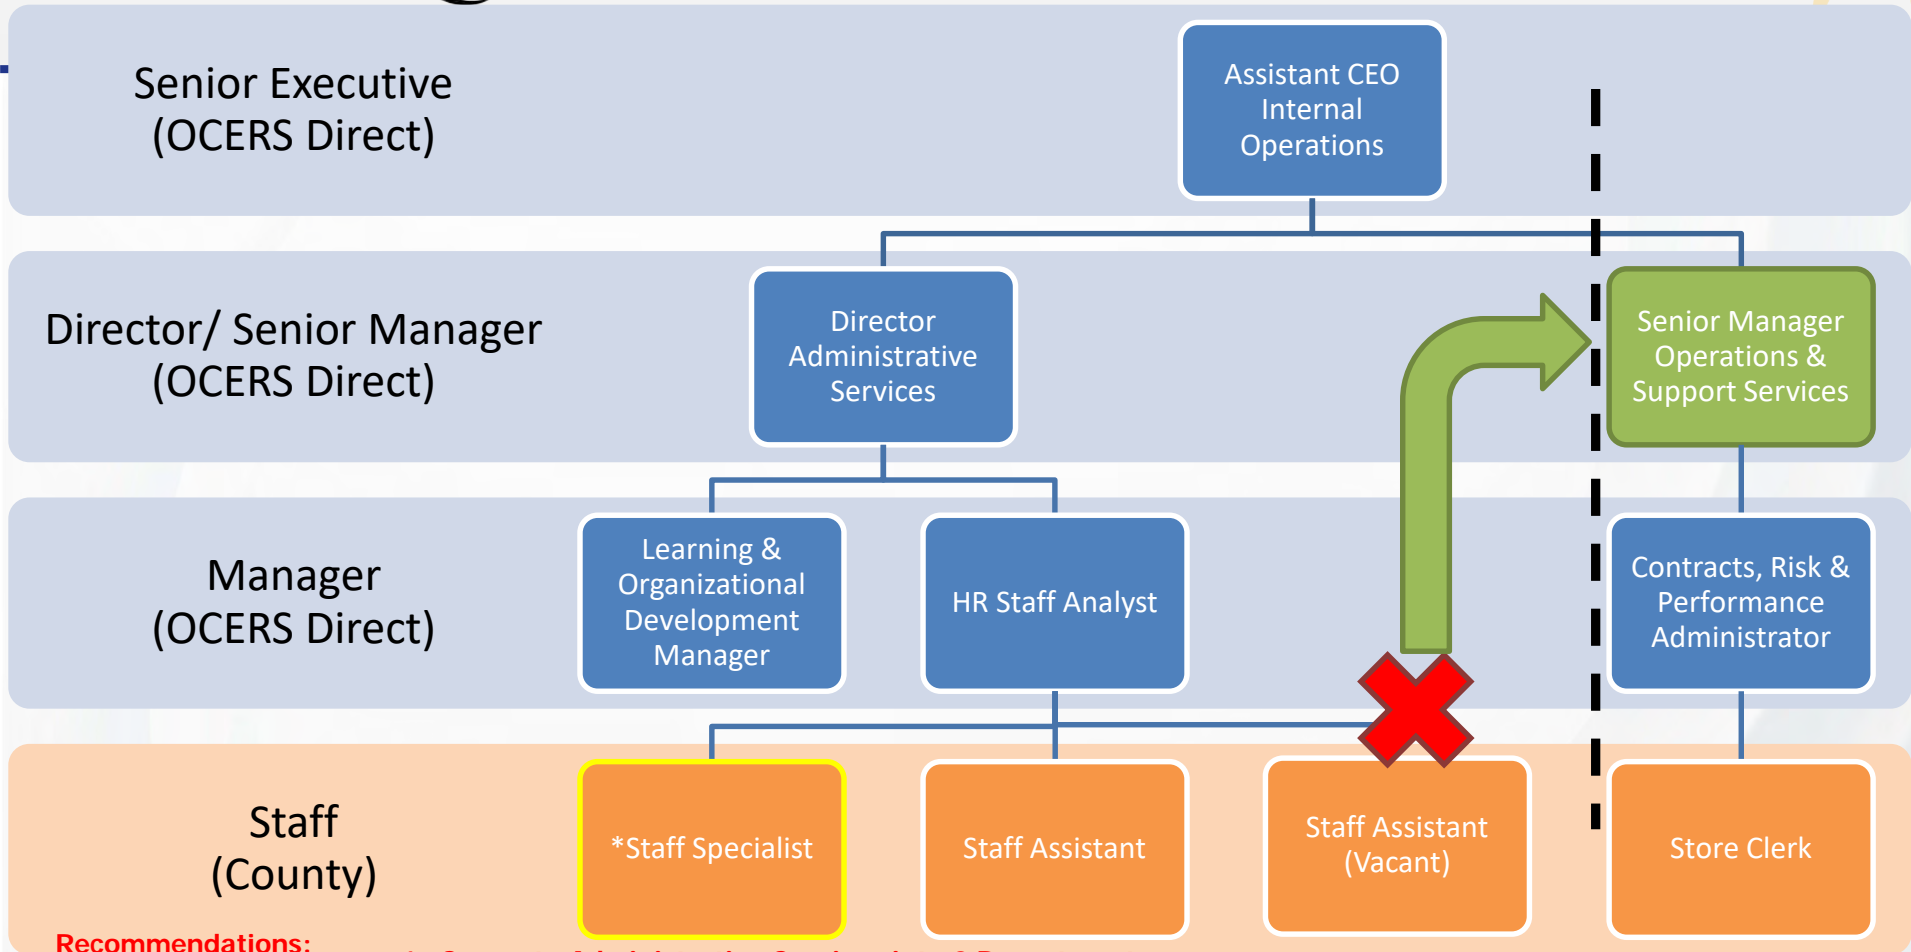 Senior Executive
(OCERS Direct)
Assistant CEO
Internal
Operations
Director/ Senior Manager
(OCERS Direct)
Director
Administrative
Services
Senior Manager
Operations &
Support Services
Manager
(OCERS Direct)
Learning &
Organizational
Development
Manager
HR Staff Analyst
Contracts, Risk &
Performance
Administrator
Staff
(County)
*Staff Specialist
Staff Assistant
Staff Assistant
(Vacant)
Store Clerk
Recommendations: